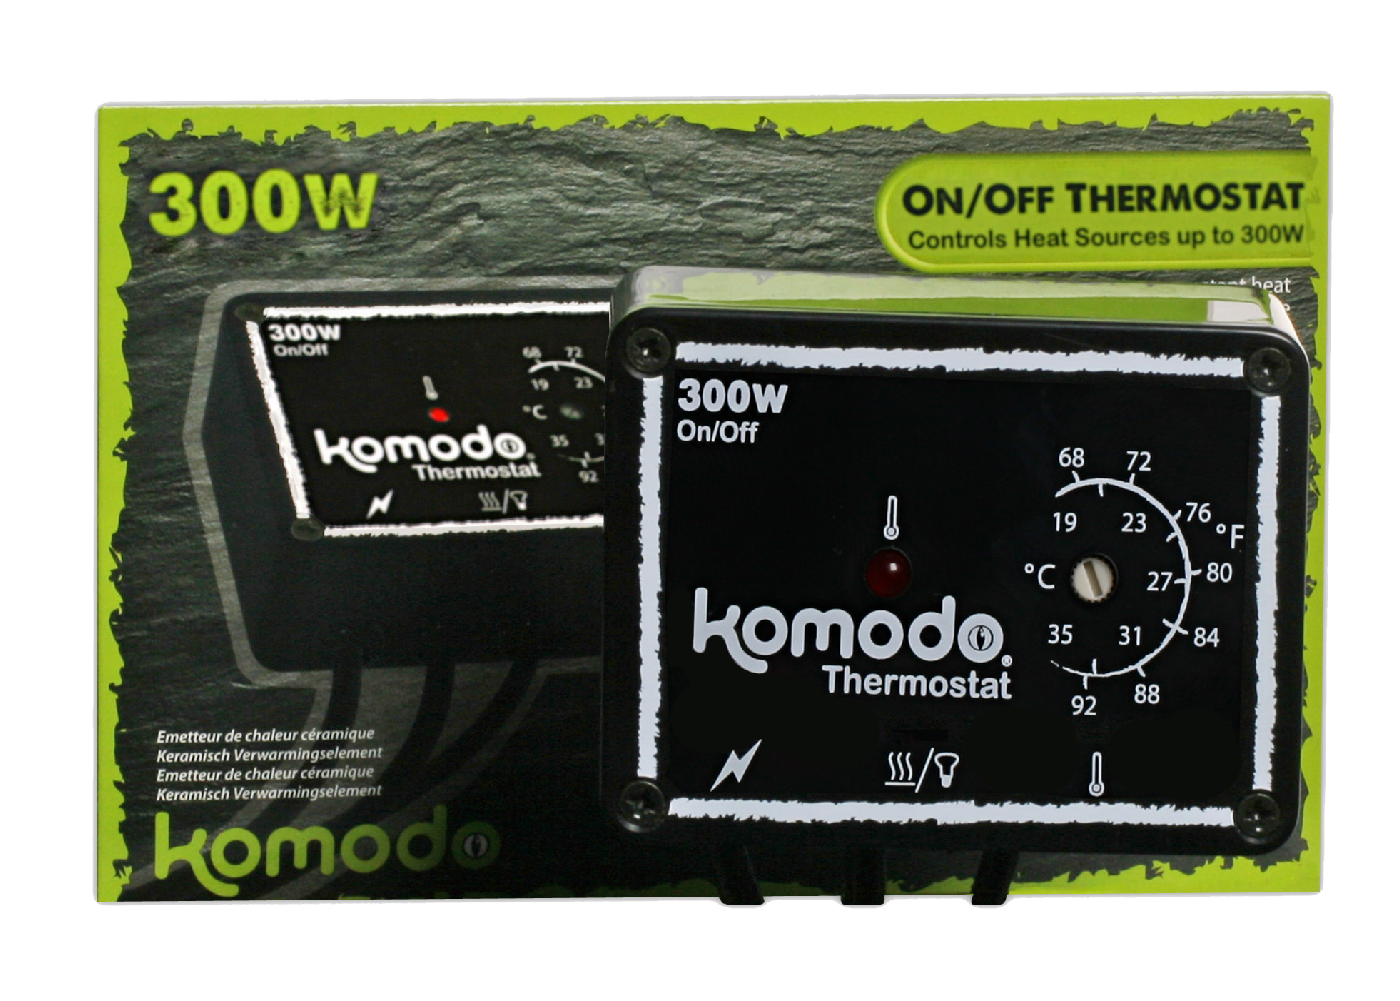 300W
ON/OFF THERMOSTAT
Controls Heat Sources up to 300W
heat
300W
On/Off
68 72
19 23
°C
35
92
komodo
Thermostat
300W
On/Off
68 72
76
°F
19 23
°C 27 80
35 31 84
92 88
komodo®
Thermostat
Emetteur de chaleur céramique
Keramisch Verwarmingselement
Emetteur de chaleur céramique
Keramisch Verwarmingselement
komodo